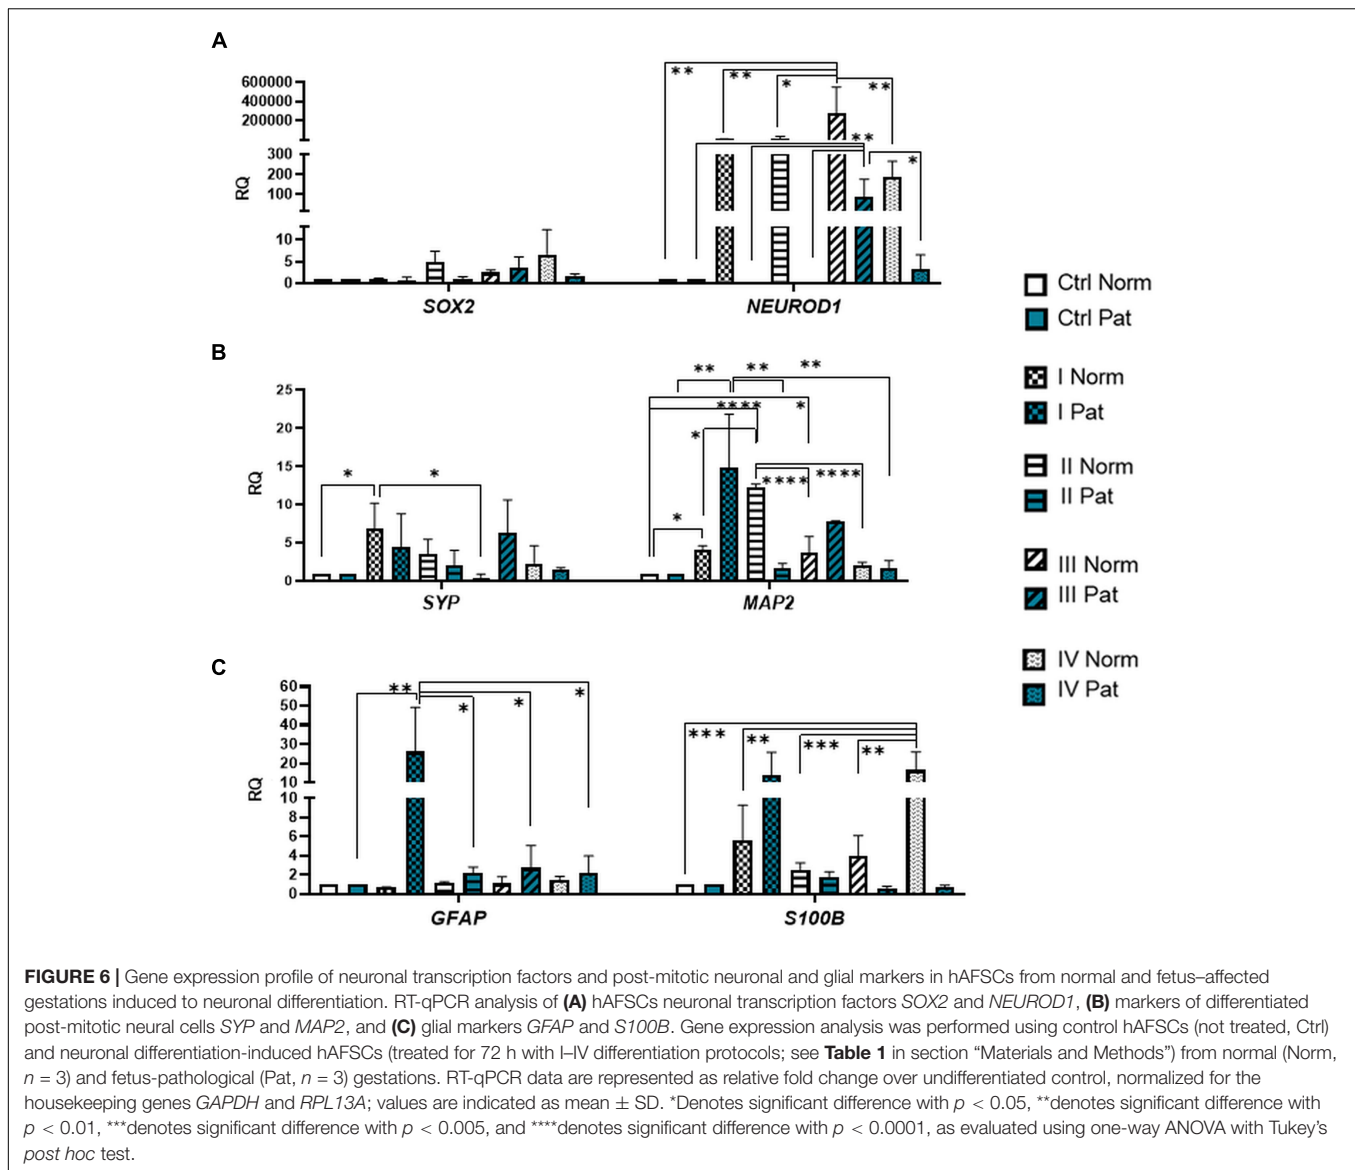 A
600000
400000
200000
300
200
100
10
5
0
RQ
** ** * **
** *
SOX2 NEUROD1
Ctrl Norm
Ctrl Pat
I Norm
I Pat
II Norm
II Pat
III Norm
III Pat
IV Norm
IV Pat
B
25
20
15
10
5
0
RQ
* *
** ** **
**** *
*
**** ****
*
SYP MAP2
C
60
50
40
30
20
10
10
8
6
4
2
0
RQ
** * * *
*** ** *** **
GFAP S100B
FIGURE 6 | Gene expression profile of neuronal transcription factors and post-mitotic neuronal and glial markers in hAFSCs from normal and fetus–affected
gestations induced to neuronal differentiation. RT-qPCR analysis of (A) hAFSCs neuronal transcription factors SOX2 and NEUROD1, (B) markers of differentiated
post-mitotic neural cells SYP and MAP2, and (C) glial markers GFAP and S100B. Gene expression analysis was performed using control hAFSCs (not treated, Ctrl)
and neuronal differentiation-induced hAFSCs (treated for 72 h with I–IV differentiation protocols; see Table 1 in section “Materials and Methods”) from normal (Norm,
n = 3) and fetus-pathological (Pat, n = 3) gestations. RT-qPCR data are represented as relative fold change over undifferentiated control, normalized for the
housekeeping genes GAPDH and RPL13A; values are indicated as mean ± SD. *Denotes significant difference with p < 0.05, **denotes significant difference with
p < 0.01, ***denotes significant difference with p < 0.005, and ****denotes significant difference with p < 0.0001, as evaluated using one-way ANOVA with Tukey’s
post hoc test.